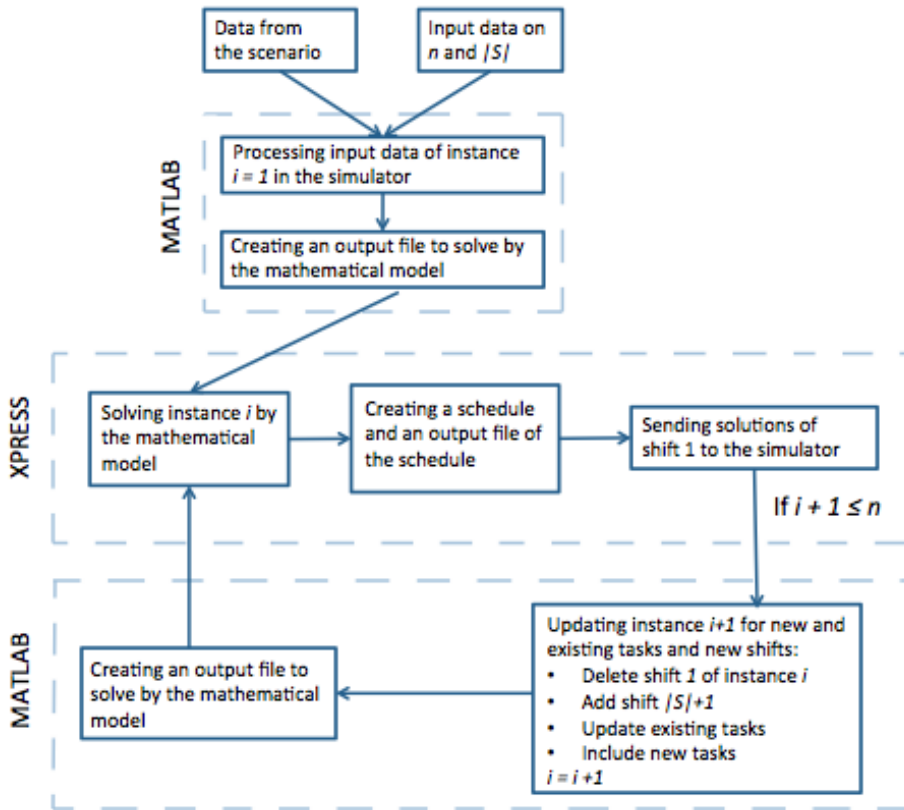 Data from
the scenario
Input data on
n and |S|
MATLAB
Processing input data of instance
i = 1 in the simulator
Creating an output file to solve by
the mathematical model
XPRESS
Solving instance i by
the mathematical
model
Creating a schedule
and an output file of
the schedule
Sending solutions of
shift 1 to the simulator
If i + 1 ≤ n
MATLAB
Updating instance i+1 for new and
existing tasks and new shifts:
• Delete shift 1 of instance i
• Add shift |S|+1
• Update existing tasks
• Include new tasks
i = i +1
Creating an output file to
solve by the mathematical
model